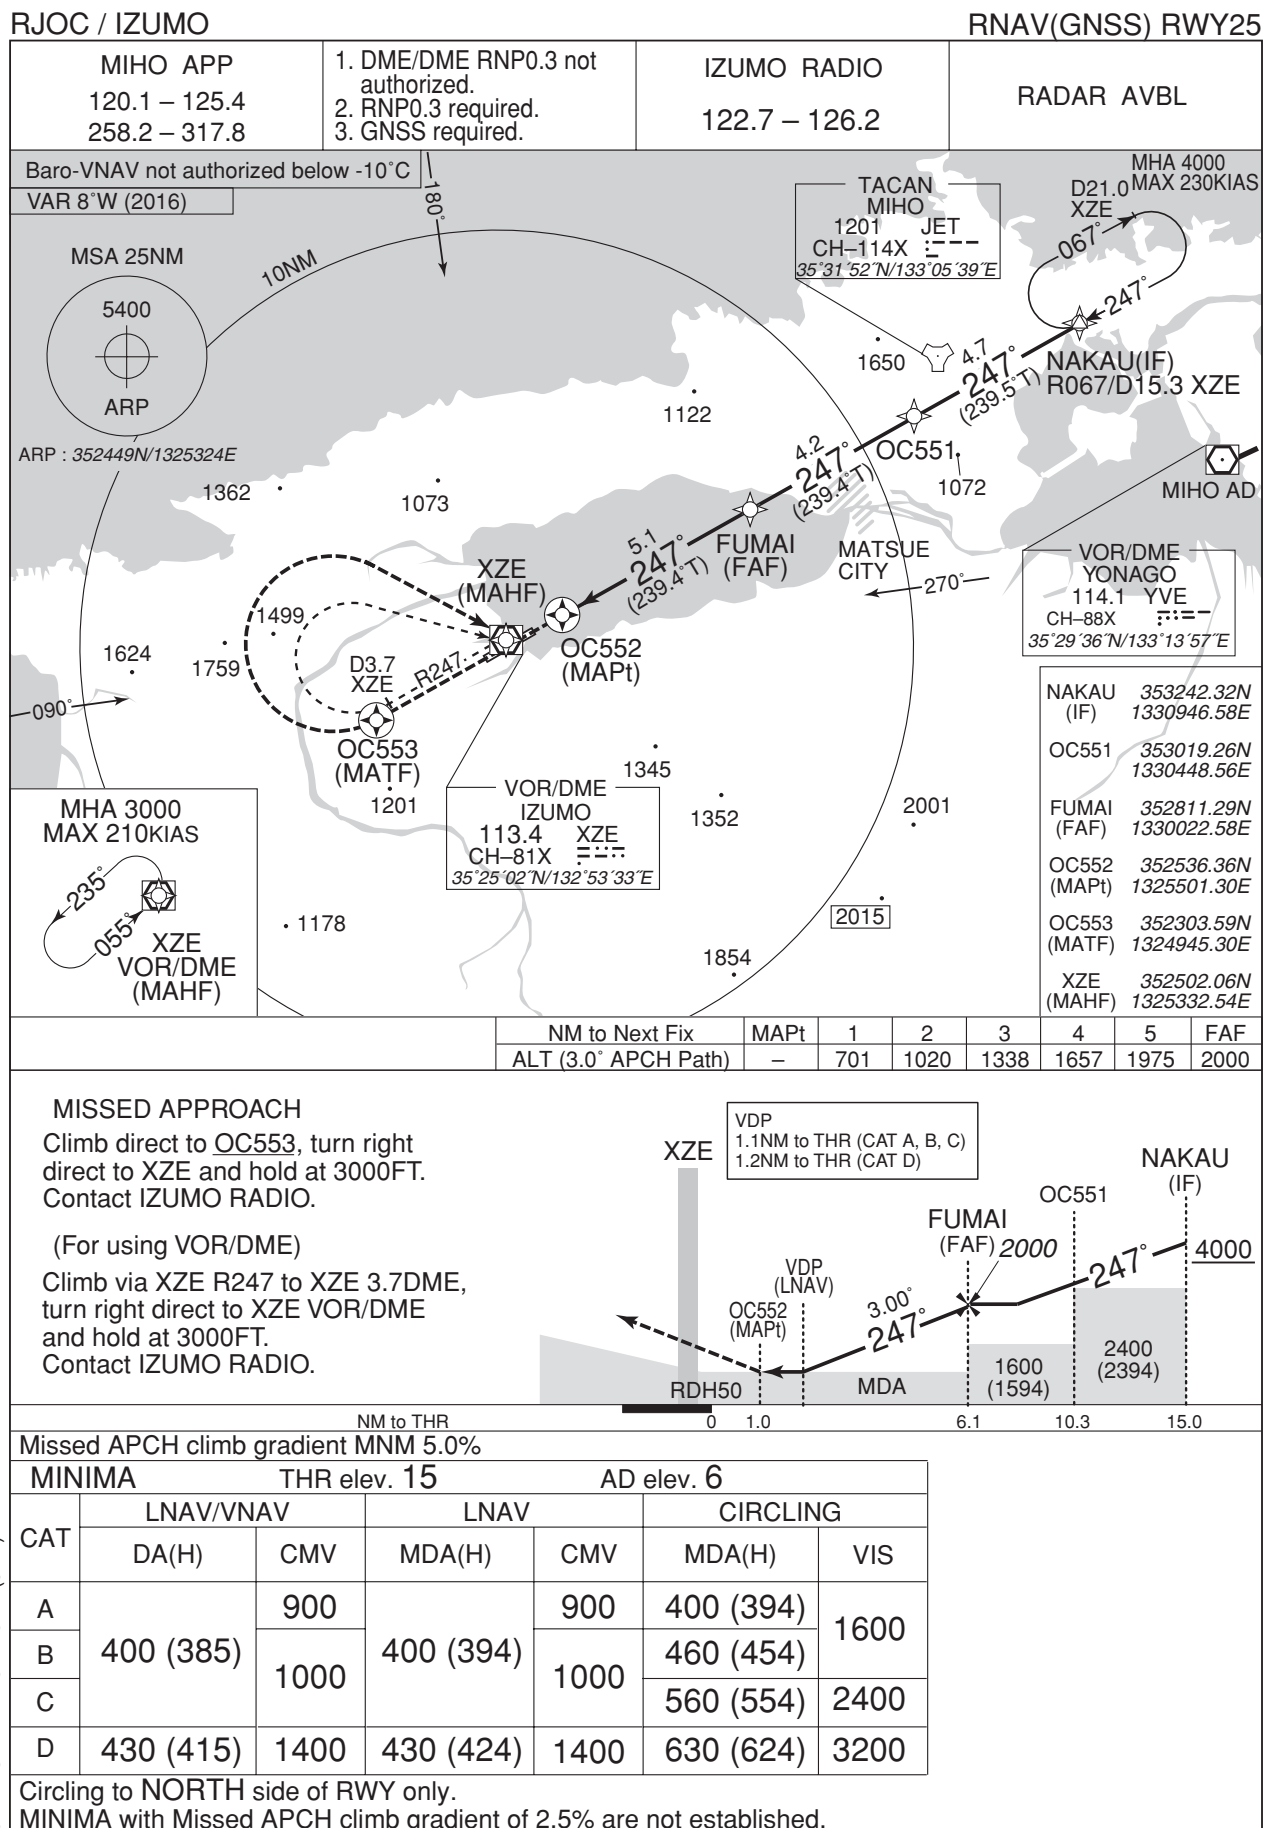 RJOC / IZUMO
RNAV(GNSS) RWY25
MIHO APP
120.1 – 125.4
258.2 – 317.8
1. DME/DME RNP0.3 not
authorized.
2. RNP0.3 required.
3. GNSS required.
IZUMO RADIO
122.7 – 126.2
RADAR AVBL
Baro-VNAV not authorized below -10˚C
VAR 8˚W (2016)
180˚
MSA 25NM
5400
ARP
ARP : 352449N/1325324E
10NM
TACAN
MIHO
1201 JET
CH–114X
35˚31´52˝N/133˚05´39˝E
MHA 4000
MAX 230KIAS
D21.0
XZE
067˚
247˚
NAKAU(IF)
R067/D15.3 XZE
4.7
247˚
(239.5˚T)
1650
1122
OC551
1072
4.2
247˚
(239.4˚T)
MIHO AD
1362
1073
FUMAI
(FAF)
MATSUE
CITY
270˚
5.1
247˚
(239.4˚T)
XZE
(MAHF)
OC552
(MAPt)
VOR/DME
YONAGO
114.1 YVE
CH–88X
35˚29´36˝N/133˚13´57˝E
1499
1624
1759
D3.7
XZE
R247
090˚
OC553
(MATF)
1201
1345
1352
2001
VOR/DME
IZUMO
113.4 XZE
CH–81X
35˚25´02˝N/132˚53´33˝E
NAKAU 353242.32N
(IF) 1330946.58E
OC551 353019.26N
1330448.56E
FUMAI 352811.29N
(FAF) 1330022.58E
OC552 352536.36N
(MAPt) 1325501.30E
OC553 352303.59N
(MATF) 1324945.30E
XZE 352502.06N
(MAHF) 1325332.54E
MHA 3000
MAX 210KIAS
235˚
055˚
XZE
VOR/DME
(MAHF)
1178
2015
1854
NM to Next Fix MAPt 1 2 3 4 5 FAF
ALT (3.0˚ APCH Path) – 701 1020 1338 1657 1975 2000
MISSED APPROACH
Climb direct to OC553, turn right
direct to XZE and hold at 3000FT.
Contact IZUMO RADIO.
(For using VOR/DME)
Climb via XZE R247 to XZE 3.7DME,
turn right direct to XZE VOR/DME
and hold at 3000FT.
Contact IZUMO RADIO.
VDP
1.1NM to THR (CAT A, B, C)
1.2NM to THR (CAT D)
XZE
NAKAU
(IF)
OC551
FUMAI
(FAF) 2000
4000
247˚
VDP
(LNAV)
3.00˚
247˚
OC552
(MAPt)
2400
(2394)
1600
(1594)
MDA
RDH50
NM to THR 0 1.0 6.1 10.3 15.0
Missed APCH climb gradient MNM 5.0%
MINIMA THR elev. 15 AD elev. 6
CAT LNAV/VNAV LNAV CIRCLING
DA(H) CMV MDA(H) CMV MDA(H) VIS
A 400 (385) 900 400 (394) 900 400 (394) 1600
B 1000 1000 460 (454)
C 560 (554) 2400
D 430 (415) 1400 430 (424) 1400 630 (624) 3200
Circling to NORTH side of RWY only.
MINIMA with Missed APCH climb gradient of 2.5% are not established.